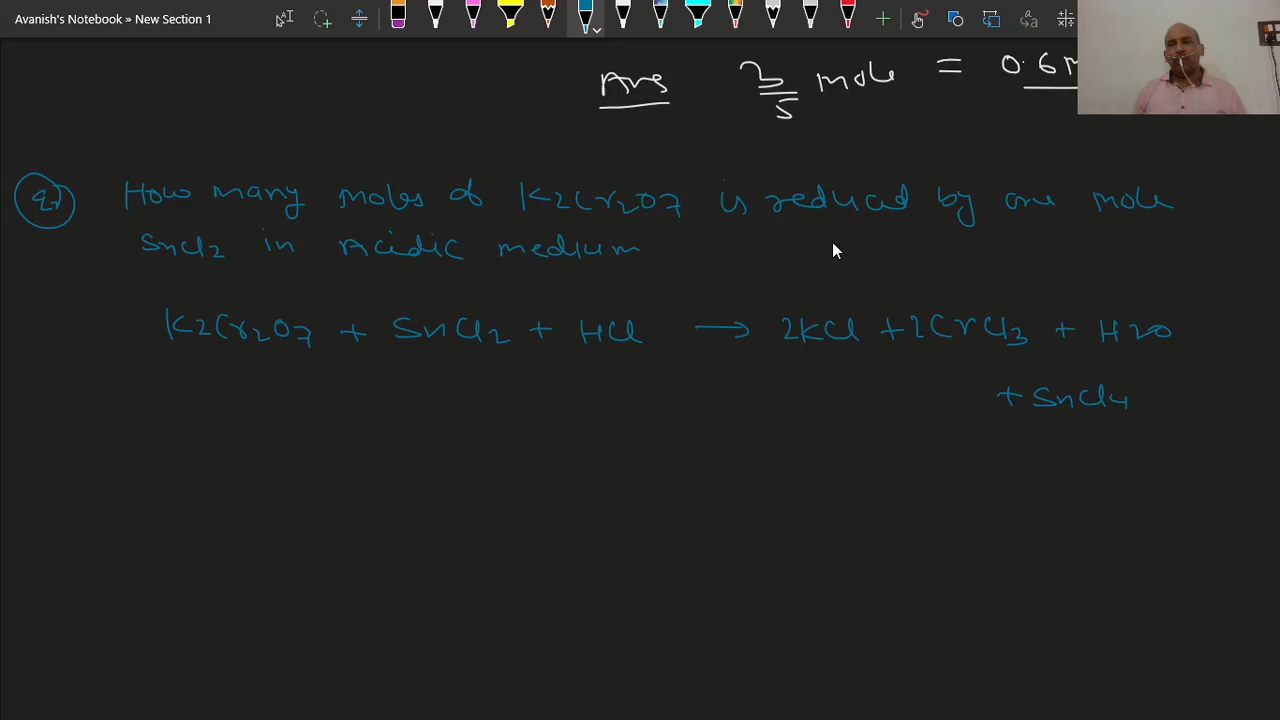 Avanish's Notebook » New Section 1
Ans 3/5 mole = 0.6 M
Q, How many moles of K2Cr2O7 is reduced by one mole
SnCl2 in Acidic medium
K2Cr2O7 + SnCl2 + HCl → 2KCl + 2CrCl3 + H2O
+ SnCl4